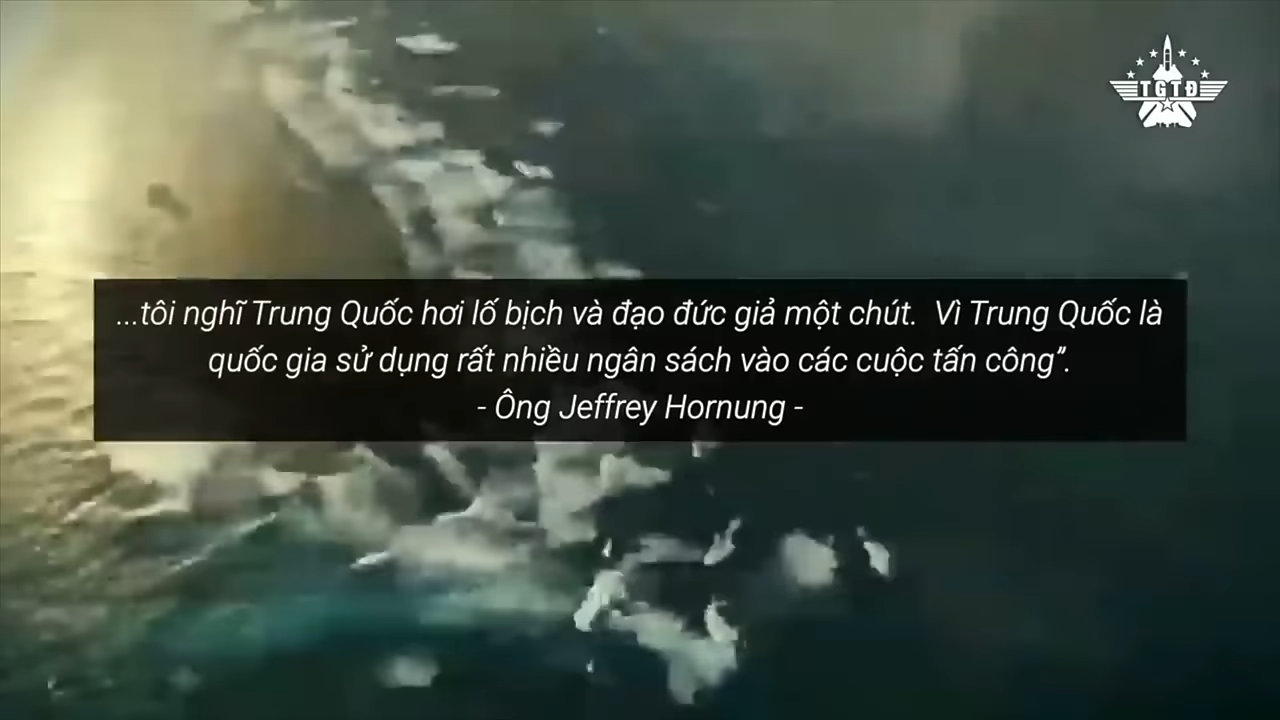 TGTĐ
...tôi nghĩ Trung Quốc hơi lố bịch và đạo đức giả một chút. Vì Trung Quốc là
quốc gia sử dụng rất nhiều ngân sách vào các cuộc tấn công”.
- Ông Jeffrey Hornung -